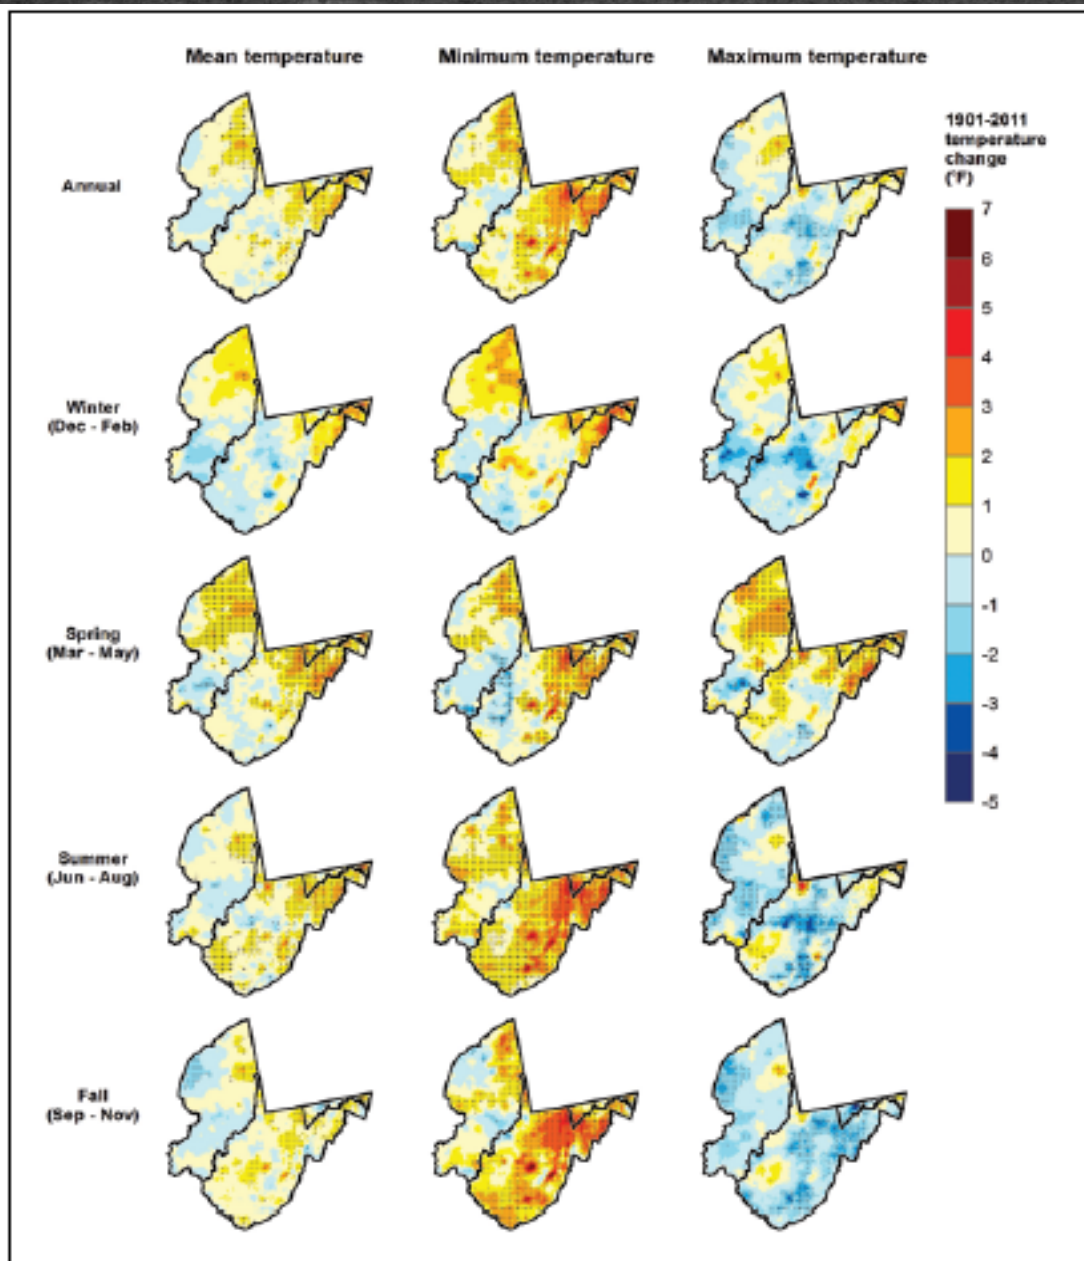 Mean temperature
Minimum temperature
Maximum temperature
1901-2011
temperature
change
(°F)
Annual
7
6
5
4
3
2
1
0
-1
-2
-3
-4
-5
Winter
(Dec - Feb)
Spring
(Mar - May)
Summer
(Jun - Aug)
Fall
(Sep - Nov)